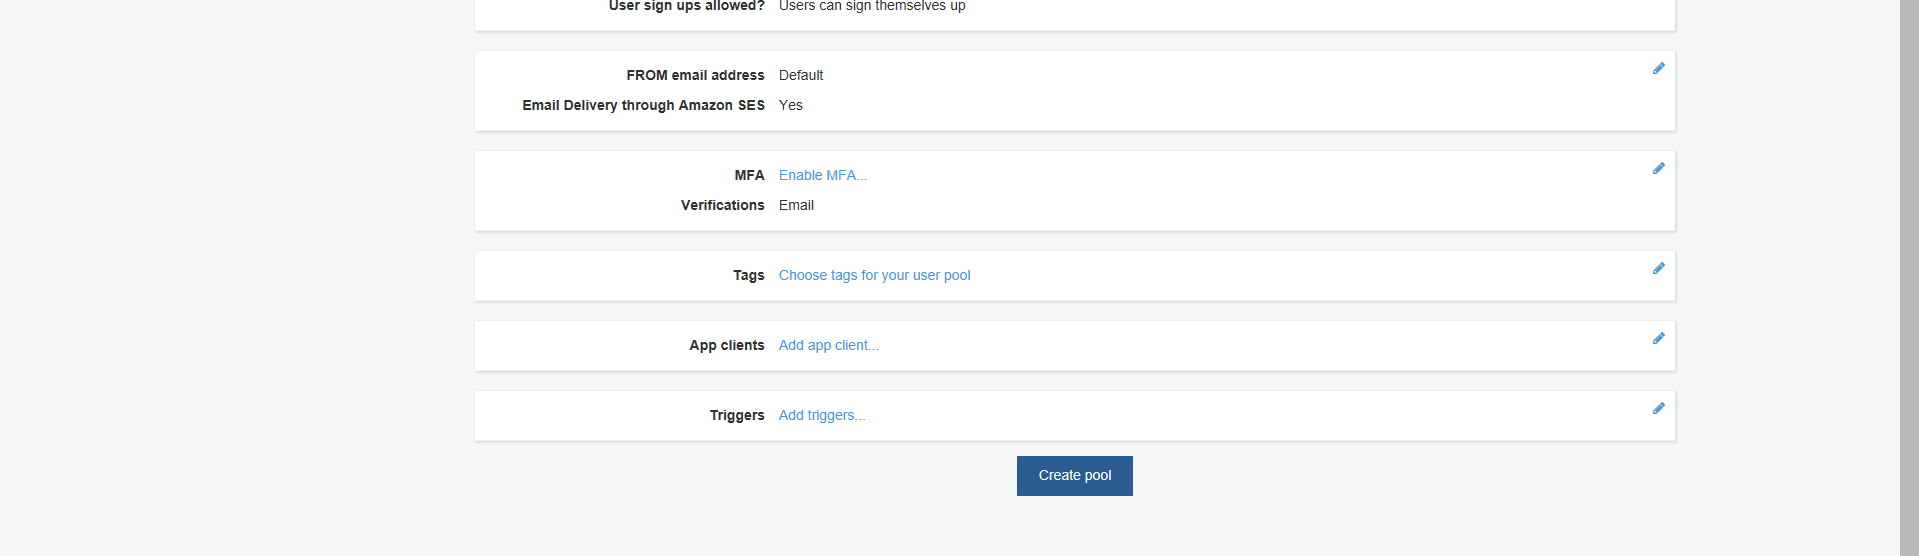 User sign ups allowed? Users can sign themselves up
FROM email address Default
Email Delivery through Amazon SES Yes
MFA Enable MFA...
Verifications Email
Tags Choose tags for your user pool
App clients Add app client...
Triggers Add triggers...
Create pool